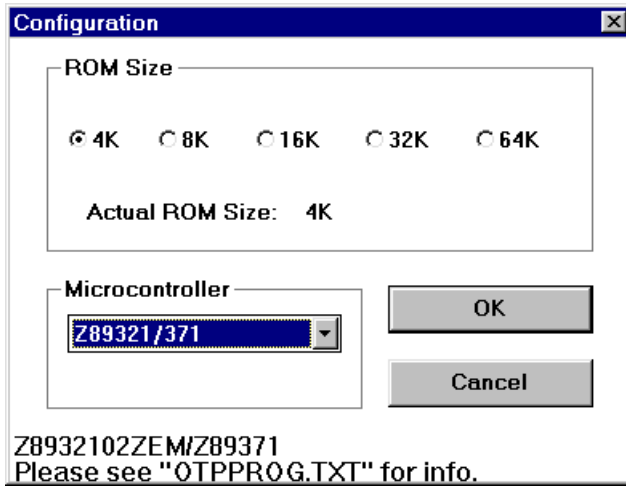 Configuration
ROM Size
4K 8K 16K 32K 64K
Actual ROM Size: 4K
Microcontroller
Z89321/371
OK
Cancel
Z8932102ZEM/Z89371
Please see "OTPPROG.TXT" for info.